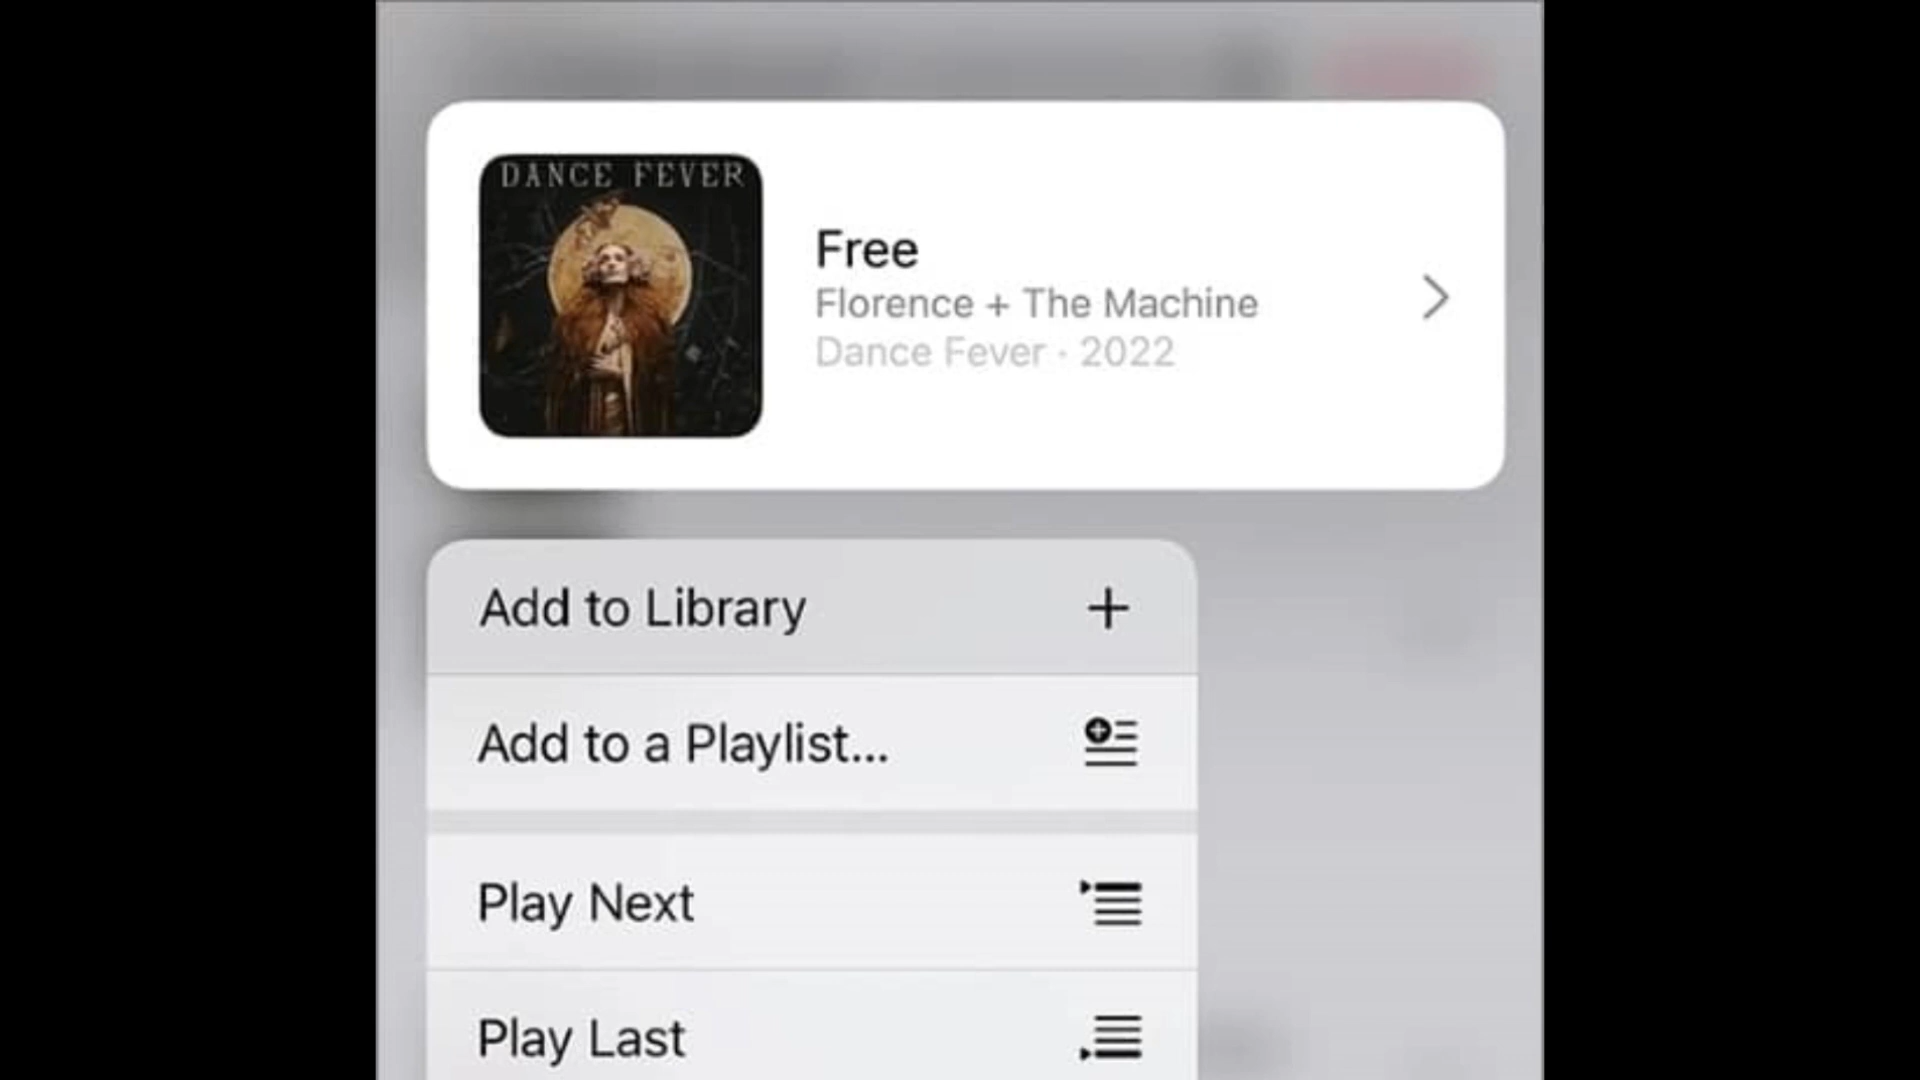 DANCE FEVER
Free
Florence + The Machine
Dance Fever · 2022
Add to Library
Add to a Playlist...
Play Next
Play Last